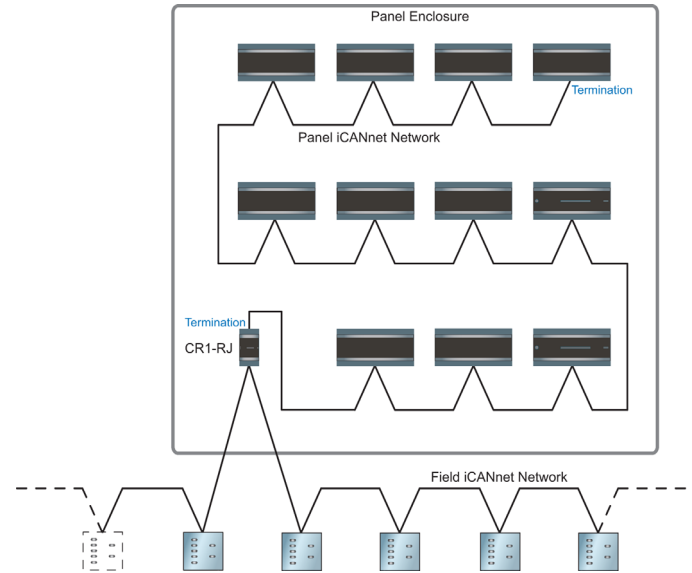 Panel Enclosure
Termination
Panel iCANnet Network
Termination
CR1-RJ
Field iCANnet Network